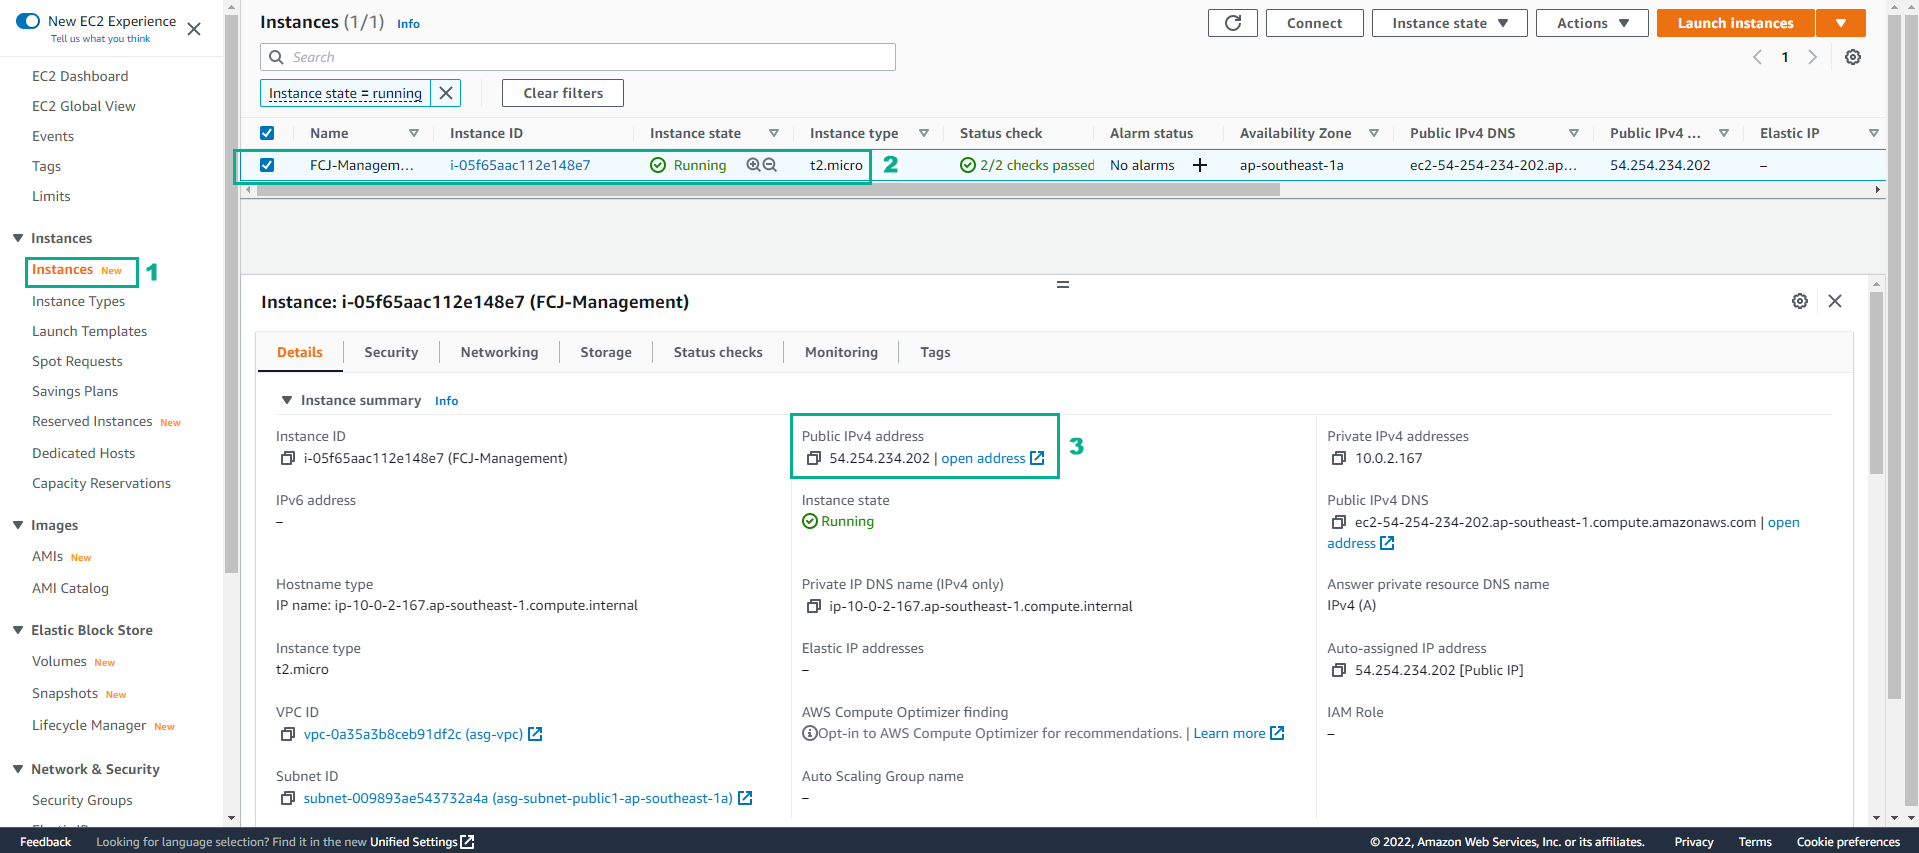 New EC2 Experience
Tell us what you think
EC2 Dashboard
EC2 Global View
Events
Tags
Limits
Instances
Instances New
1
Instance Types
Launch Templates
Spot Requests
Savings Plans
Reserved Instances New
Dedicated Hosts
Capacity Reservations
Images
AMIs New
AMI Catalog
Elastic Block Store
Volumes New
Snapshots New
Lifecycle Manager New
Network & Security
Security Groups
Instances (1/1) Info
Connect
Instance state
Actions
Launch instances
Search
1
Instance state = running
Clear filters
Name Instance ID Instance state Instance type Status check Alarm status Availability Zone Public IPv4 DNS Public IPv4 ... Elastic IP
FCJ-Managem... i-05f65aac112e148e7 Running t2.micro 2 2/2 checks passed No alarms + ap-southeast-1a ec2-54-254-234-202.ap... 54.254.234.202 –
Instance: i-05f65aac112e148e7 (FCJ-Management)
Details Security Networking Storage Status checks Monitoring Tags
Instance summary Info
Instance ID
i-05f65aac112e148e7 (FCJ-Management)
Public IPv4 address
54.254.234.202 | open address
3
Private IPv4 addresses
10.0.2.167
IPv6 address
–
Instance state
Running
Public IPv4 DNS
ec2-54-254-234-202.ap-southeast-1.compute.amazonaws.com | open
address
Hostname type
IP name: ip-10-0-2-167.ap-southeast-1.compute.internal
Private IP DNS name (IPv4 only)
ip-10-0-2-167.ap-southeast-1.compute.internal
Answer private resource DNS name
IPv4 (A)
Instance type
t2.micro
Elastic IP addresses
–
Auto-assigned IP address
54.254.234.202 [Public IP]
VPC ID
vpc-0a35a3b8ceb91df2c (asg-vpc)
AWS Compute Optimizer finding
Opt-in to AWS Compute Optimizer for recommendations. | Learn more
IAM Role
–
Subnet ID
subnet-009893ae543732a4a (asg-subnet-public1-ap-southeast-1a)
Auto Scaling Group name
–
Feedback Looking for language selection? Find it in the new Unified Settings © 2022, Amazon Web Services, Inc. or its affiliates. Privacy Terms Cookie preferences